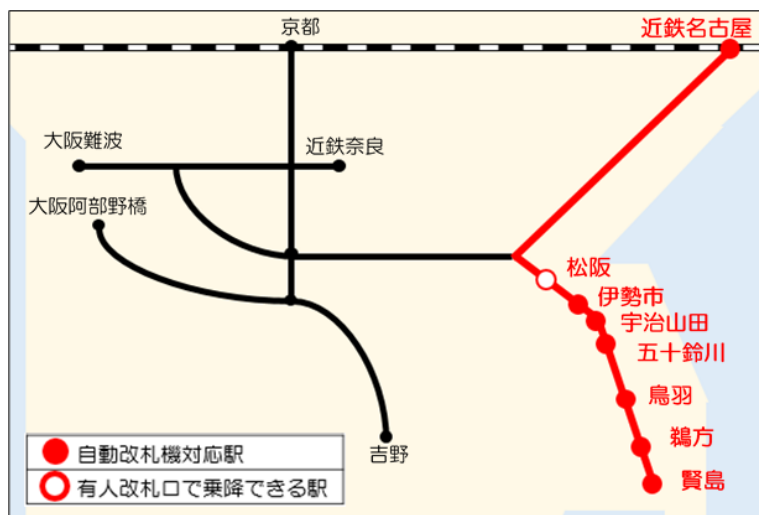 京都
近鉄名古屋
大阪難波
近鉄奈良
大阪阿部野橋
松阪
伊勢市
宇治山田
五十鈴川
鳥羽
鵜方
賢島
吉野
自動改札機対応駅
有人改札口で乗降できる駅